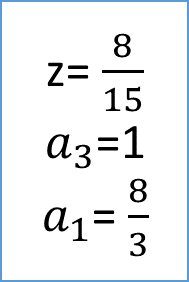 z= 8/15
a₃=1
a₁= 8/3